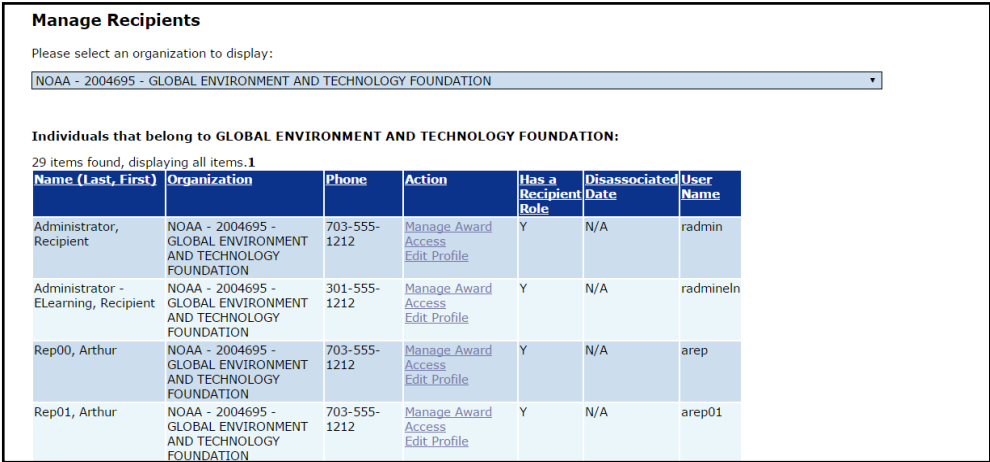 Manage Recipients
Please select an organization to display:
NOAA - 2004695 - GLOBAL ENVIRONMENT AND TECHNOLOGY FOUNDATION
Individuals that belong to GLOBAL ENVIRONMENT AND TECHNOLOGY FOUNDATION:
29 items found, displaying all items.1
Name (Last, First) Organization Phone Action Has a Disassociated User
Recipient Date Name
Role
Administrator, NOAA - 2004695 - 703-555- Manage Award Y N/A radmin
Recipient GLOBAL ENVIRONMENT 1212 Access
AND TECHNOLOGY Edit Profile
FOUNDATION
Administrator - NOAA - 2004695 - 301-555- Manage Award Y N/A radmineln
ELearning, Recipient GLOBAL ENVIRONMENT 1212 Access
AND TECHNOLOGY Edit Profile
FOUNDATION
Rep00, Arthur NOAA - 2004695 - 703-555- Manage Award Y N/A arep
GLOBAL ENVIRONMENT 1212 Access
AND TECHNOLOGY Edit Profile
FOUNDATION
Rep01, Arthur NOAA - 2004695 - 703-555- Manage Award Y N/A arep01
GLOBAL ENVIRONMENT 1212 Access
AND TECHNOLOGY Edit Profile
FOUNDATION